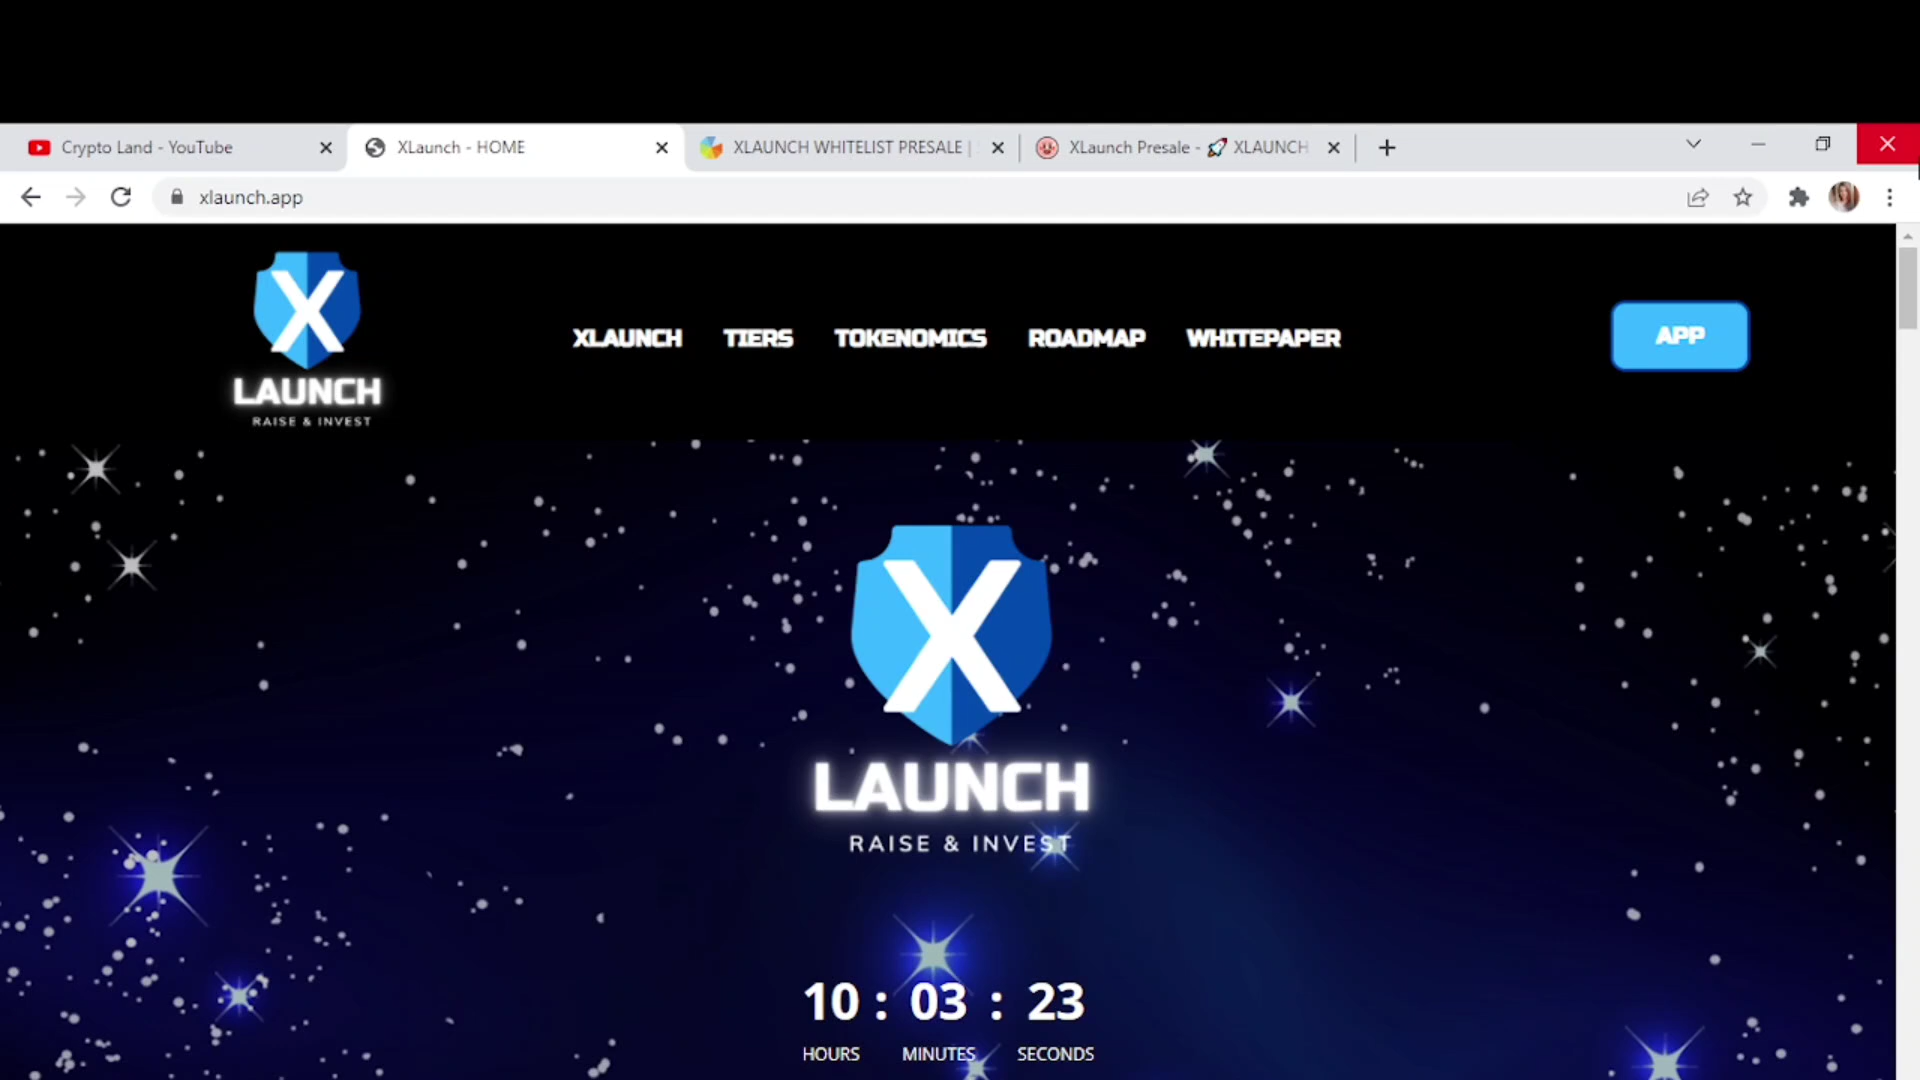 Crypto Land - YouTube
XLaunch - HOME
XLAUNCH WHITELIST PRESALE |
XLaunch Presale - 🚀 XLAUNCH
xlaunch.app
X
LAUNCH
RAISE & INVEST
XLAUNCH TIERS TOKENOMICS ROADMAP WHITEPAPER
APP
X
LAUNCH
RAISE & INVEST
10 : 03 : 23
HOURS MINUTES SECONDS